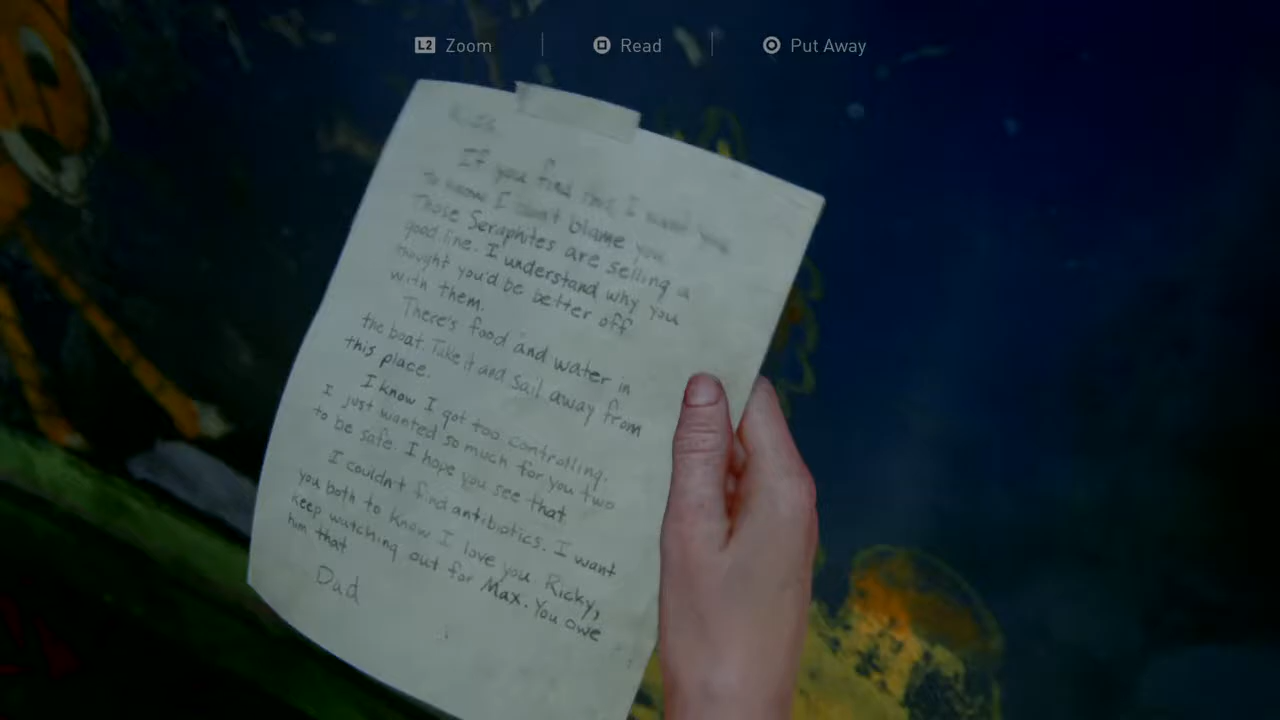 L2 Zoom | Read | Put Away
If you find this I want you
to know I don't blame you.
Those Seraphites are selling a
good line. I understand why you
thought you'd be better off
with them.
There's food and water in
the boat. Take it and sail away from
this place.
I know I got too controlling.
I just wanted so much for you two
to be safe. I hope you see that
I couldn't find antibiotics. I want
you both to know I love you Ricky,
keep watching out for Max. You owe
him that
Dad